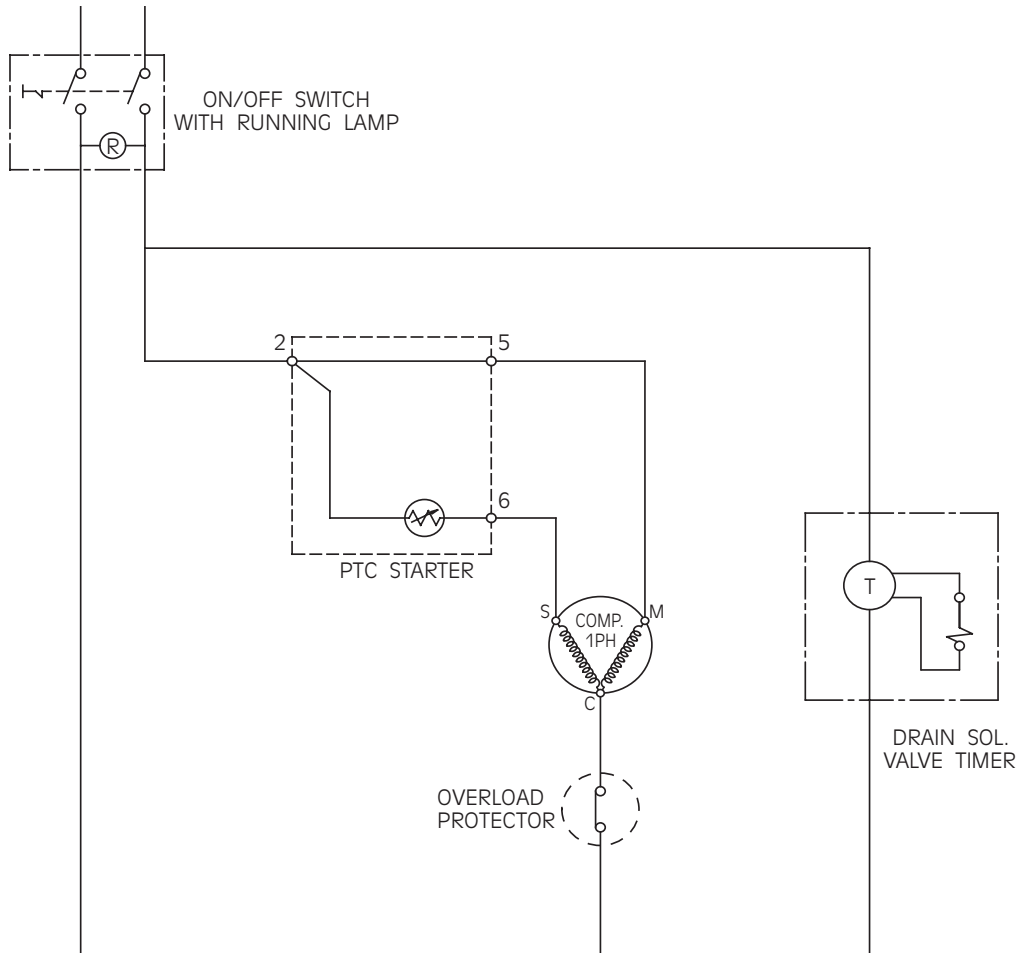 ON/OFF SWITCH
WITH RUNNING LAMP
R
2
5
6
PTC STARTER
S
COMP.
1PH
M
C
T
DRAIN SOL.
VALVE TIMER
OVERLOAD
PROTECTOR